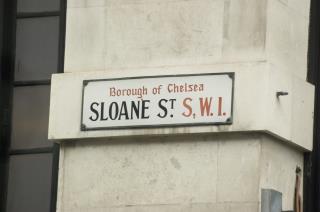 Borough of Chelsea
SLOANE ST. S.W.1.